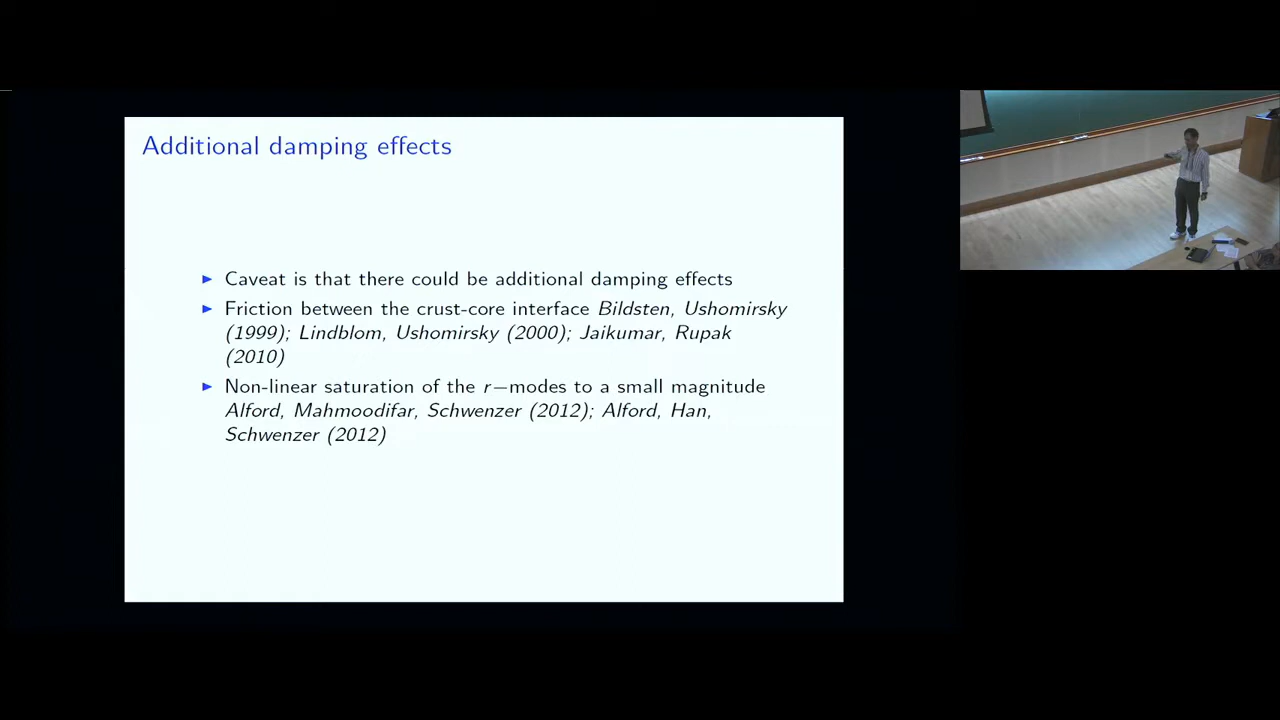 Additional damping effects
Caveat is that there could be additional damping effects
Friction between the crust-core interface Bildsten, Ushomirsky
(1999); Lindblom, Ushomirsky (2000); Jaikumar, Rupak
(2010)
Non-linear saturation of the r−modes to a small magnitude
Alford, Mahmoodifar, Schwenzer (2012); Alford, Han,
Schwenzer (2012)